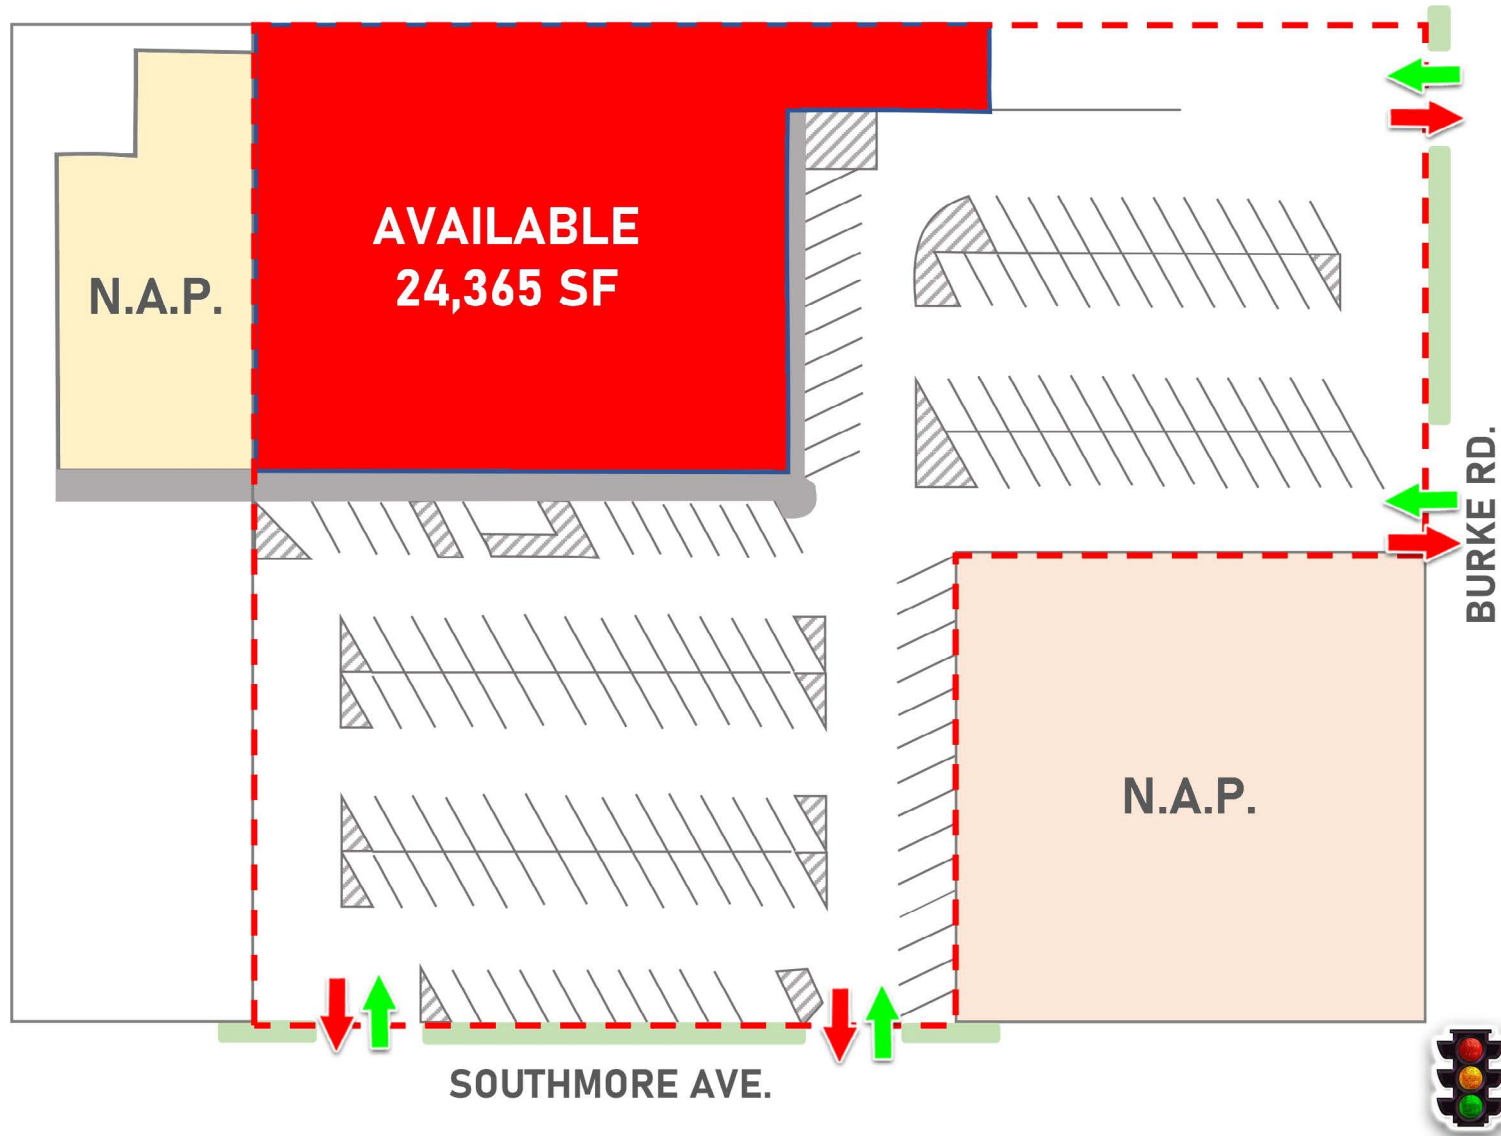 AVAILABLE
24,365 SF
N.A.P.
BURKE RD.
N.A.P.
SOUTHMORE AVE.